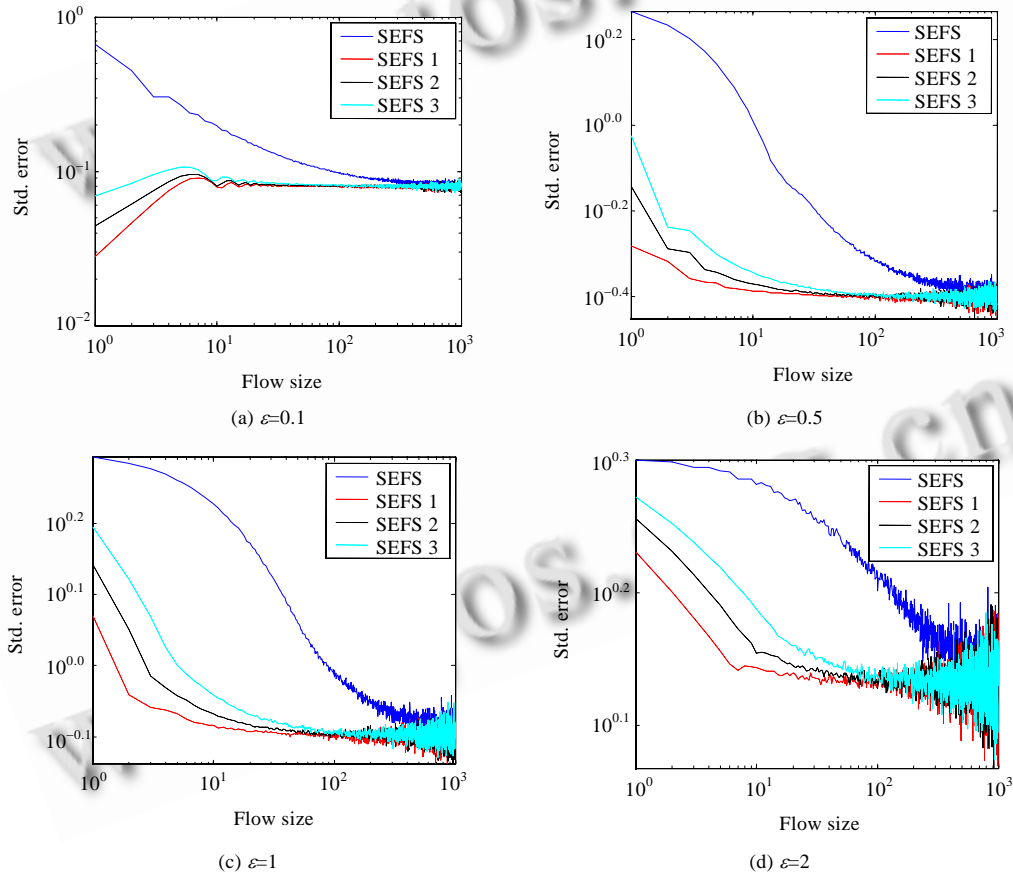 10^0
10^-1
10^-2
Std. error
SEFS
SEFS 1
SEFS 2
SEFS 3
10^0
10^1
10^2
10^3
Flow size
(a) ε=0.1
10^0.2
10^0.0
10^-0.2
10^-0.4
Std. error
SEFS
SEFS 1
SEFS 2
SEFS 3
10^0
10^1
10^2
10^3
Flow size
(b) ε=0.5
10^0.2
10^0.1
10^0.0
10^-0.1
Std. error
SEFS
SEFS 1
SEFS 2
SEFS 3
10^0
10^1
10^2
10^3
Flow size
(c) ε=1
10^0.3
10^0.2
10^0.1
Std. error
SEFS
SEFS 1
SEFS 2
SEFS 3
10^0
10^1
10^2
10^3
Flow size
(d) ε=2